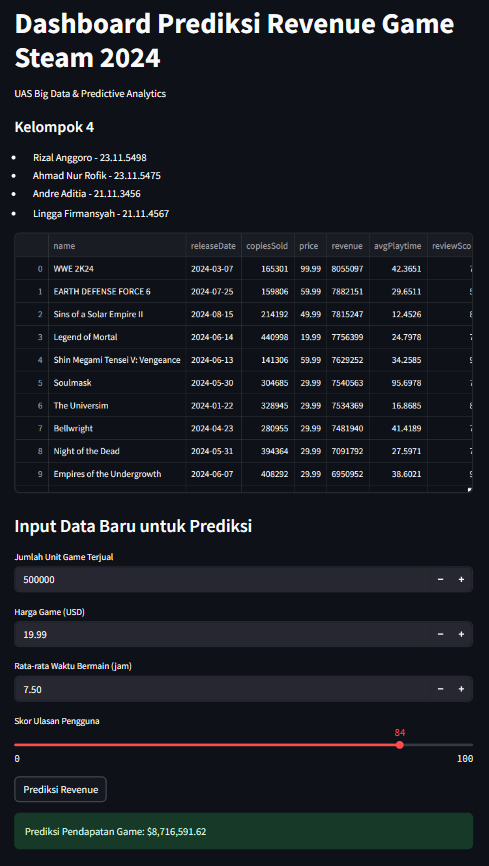 Dashboard Prediksi Revenue Game
Steam 2024
UAS Big Data & Predictive Analytics
Kelompok 4
Rizal Anggoro - 23.11.5498
Ahmad Nur Rofik - 23.11.5475
Andre Aditia - 21.11.3456
Lingga Firmansyah - 21.11.4567
name releaseDate copiesSold price revenue avgPlaytime reviewSco
0 WWE 2K24 2024-03-07 165301 99.99 8055097 42.3651
1 EARTH DEFENSE FORCE 6 2024-07-25 159806 59.99 7882151 29.6511
2 Sins of a Solar Empire II 2024-08-15 214192 49.99 7815247 12.4526
3 Legend of Mortal 2024-06-14 440998 19.99 7756399 24.7978
4 Shin Megami Tensei V: Vengeance 2024-06-13 141306 59.99 7629252 34.2585
5 Soulmask 2024-05-30 304685 29.99 7540563 95.6978
6 The Universim 2024-01-22 328945 29.99 7534369 16.8685
7 Bellwright 2024-04-23 280955 29.99 7481940 41.4189
8 Night of the Dead 2024-05-31 394364 29.99 7091792 27.5971
9 Empires of the Undergrowth 2024-06-07 408292 29.99 6950952 38.6021
Input Data Baru untuk Prediksi
Jumlah Unit Game Terjual
500000 − +
Harga Game (USD)
19.99 − +
Rata-rata Waktu Bermain (jam)
7.50 − +
Skor Ulasan Pengguna
84
0 100
Prediksi Revenue
Prediksi Pendapatan Game: $8,716,591.62